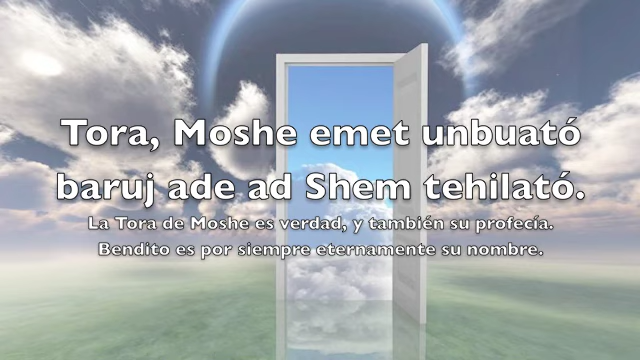 Tora, Moshe emet unbuató
baruj ade ad Shem tehilató.
La Tora de Moshe es verdad, y también su profecía.
Bendito es por siempre eternamente su nombre.